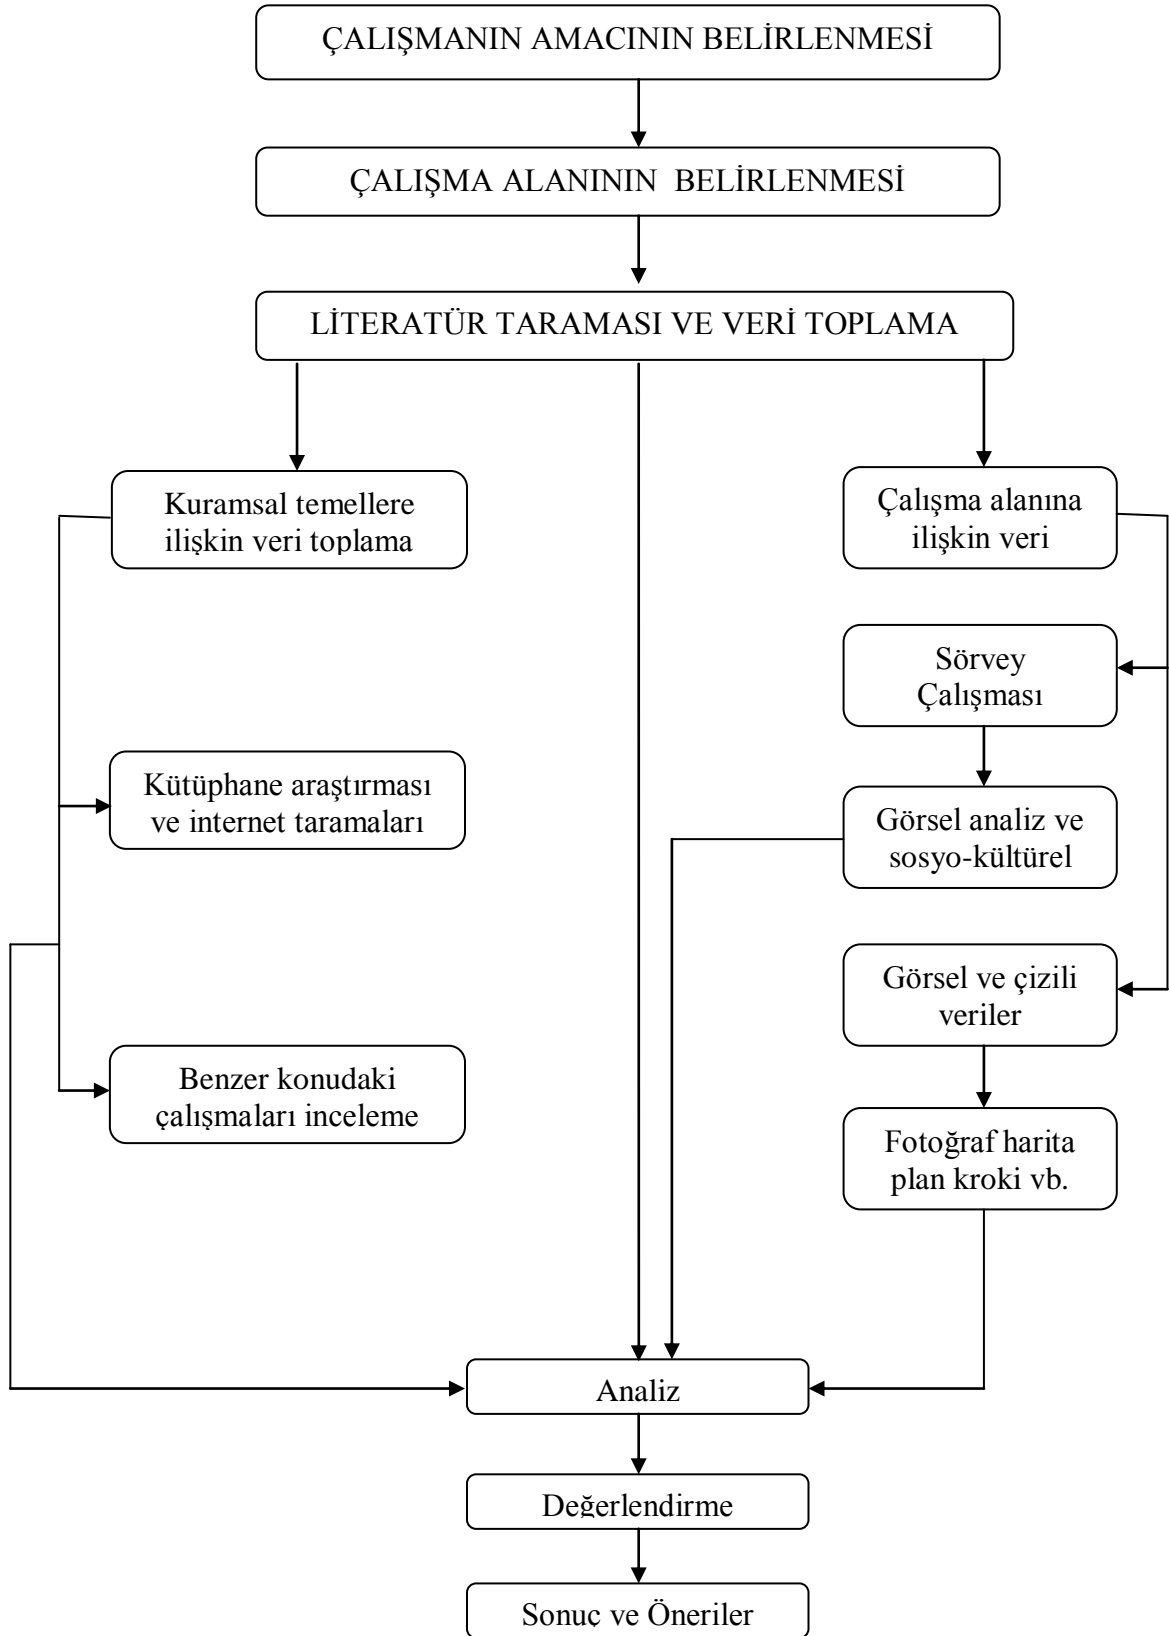 ÇALIŞMANIN AMACININ BELİRLENMESİ
ÇALIŞMA ALANININ BELİRLENMESİ
LİTERATÜR TARAMASI VE VERİ TOPLAMA
Kuramsal temellere
ilişkin veri toplama
Kütüphane araştırması
ve internet taramaları
Benzer konudaki
çalışmaları inceleme
Çalışma alanına
ilişkin veri
Sörvey
Çalışması
Görsel analiz ve
sosyo-kültürel
Görsel ve çizili
veriler
Fotoğraf harita
plan kroki vb.
Analiz
Değerlendirme
Sonuç ve Öneriler